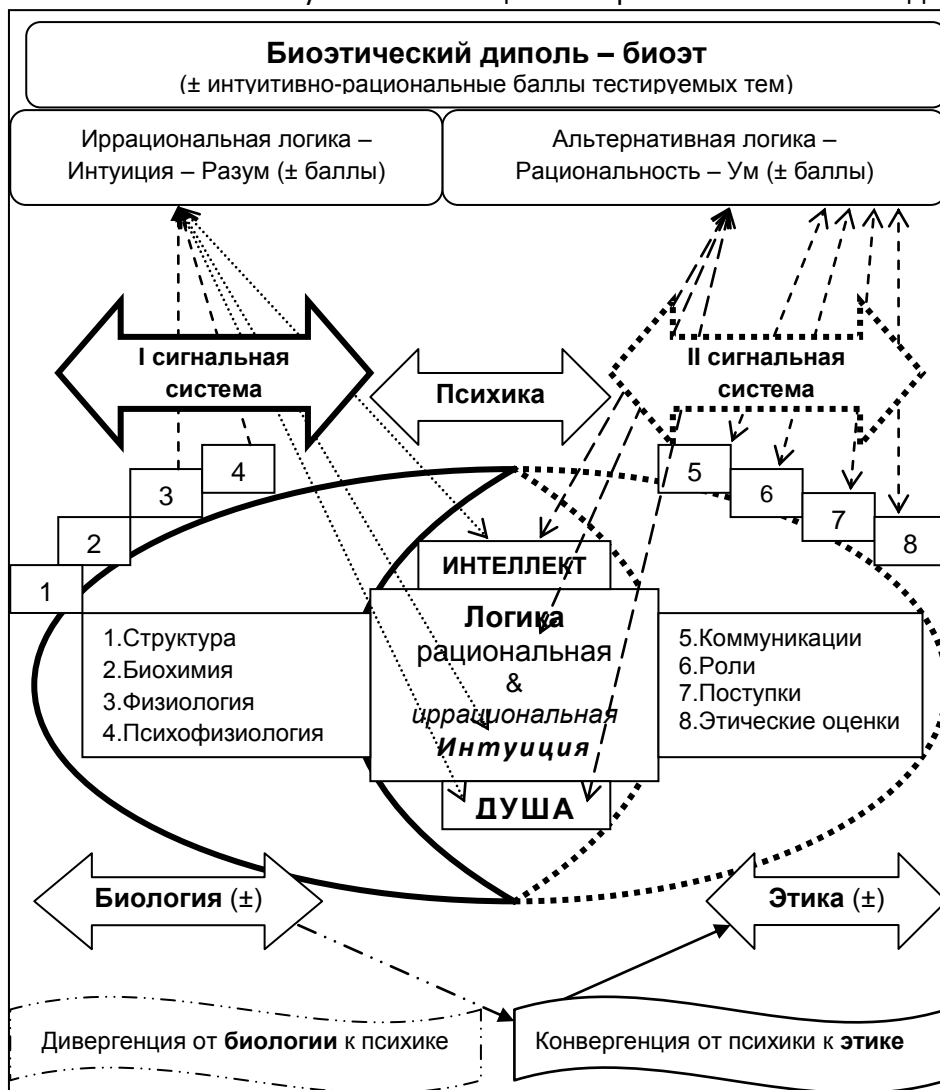 Биоэтический диполь – биоэт
(± интуитивно-рациональные баллы тестируемых тем)
Иррациональная логика –
Интуиция – Разум (± баллы)
Альтернативная логика –
Рациональность – Ум (± баллы)
I сигнальная
система
Психика
II сигнальная
система
4
3
2
1
5
6
7
8
ИНТЕЛЛЕКТ
Логика
рациональная
&
иррациональная
Интуиция
ДУША
1.Структура
2.Биохимия
3.Физиология
4.Психофизиология
5.Коммуникации
6.Роли
7.Поступки
8.Этические оценки
Биология (±)
Этика (±)
Дивергенция от биологии к психике
Конвергенция от психики к этике